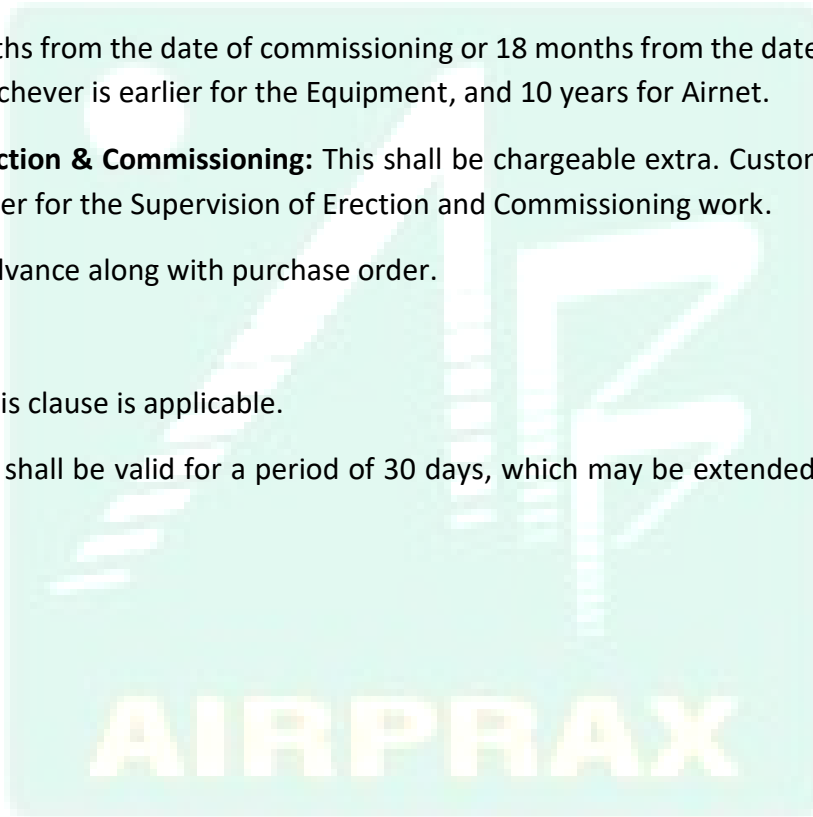 ths from the date of commissioning or 18 months from the date
chever is earlier for the Equipment, and 10 years for Airnet.
ction & Commissioning: This shall be chargeable extra. Custom
er for the Supervision of Erection and Commissioning work.
dvance along with purchase order.
is clause is applicable.
shall be valid for a period of 30 days, which may be extended
AIRPRAX